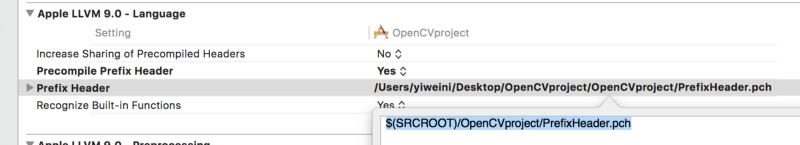 Apple LLVM 9.0 - Language
Setting OpenCVproject
Increase Sharing of Precompiled Headers No
Precompile Prefix Header Yes
Prefix Header /Users/yiweini/Desktop/OpenCVproject/OpenCVproject/PrefixHeader.pch
Recognize Built-in Functions Yes
$(SRCROOT)/OpenCVproject/PrefixHeader.pch
Apple LLVM 9.0 - Preprocessing